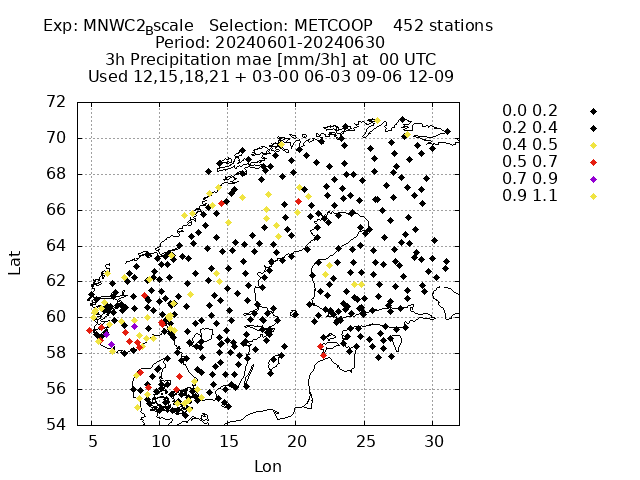 Exp: MNWC2Bscale   Selection: METCOOP    452 stations
Period: 20240601-20240630
3h Precipitation mae [mm/3h] at  00 UTC
Used 12,15,18,21 + 03-00 06-03 09-06 12-09
0.0 0.2
0.2 0.4
0.4 0.5
0.5 0.7
0.7 0.9
0.9 1.1
72
70
68
66
64
62
60
58
56
54
Lat
5 10 15 20 25 30
Lon